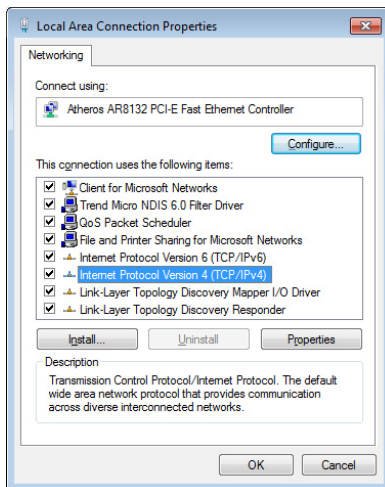 Local Area Connection Properties
Networking
Connect using:
Atheros AR8132 PCI-E Fast Ethernet Controller
Configure...
This connection uses the following items:
Client for Microsoft Networks
Trend Micro NDIS 6.0 Filter Driver
QoS Packet Scheduler
File and Printer Sharing for Microsoft Networks
Internet Protocol Version 6 (TCP/IPv6)
Internet Protocol Version 4 (TCP/IPv4)
Link-Layer Topology Discovery Mapper I/O Driver
Link-Layer Topology Discovery Responder
Install... Uninstall Properties
Description
Transmission Control Protocol/Internet Protocol. The default
wide area network protocol that provides communication
across diverse interconnected networks.
OK Cancel